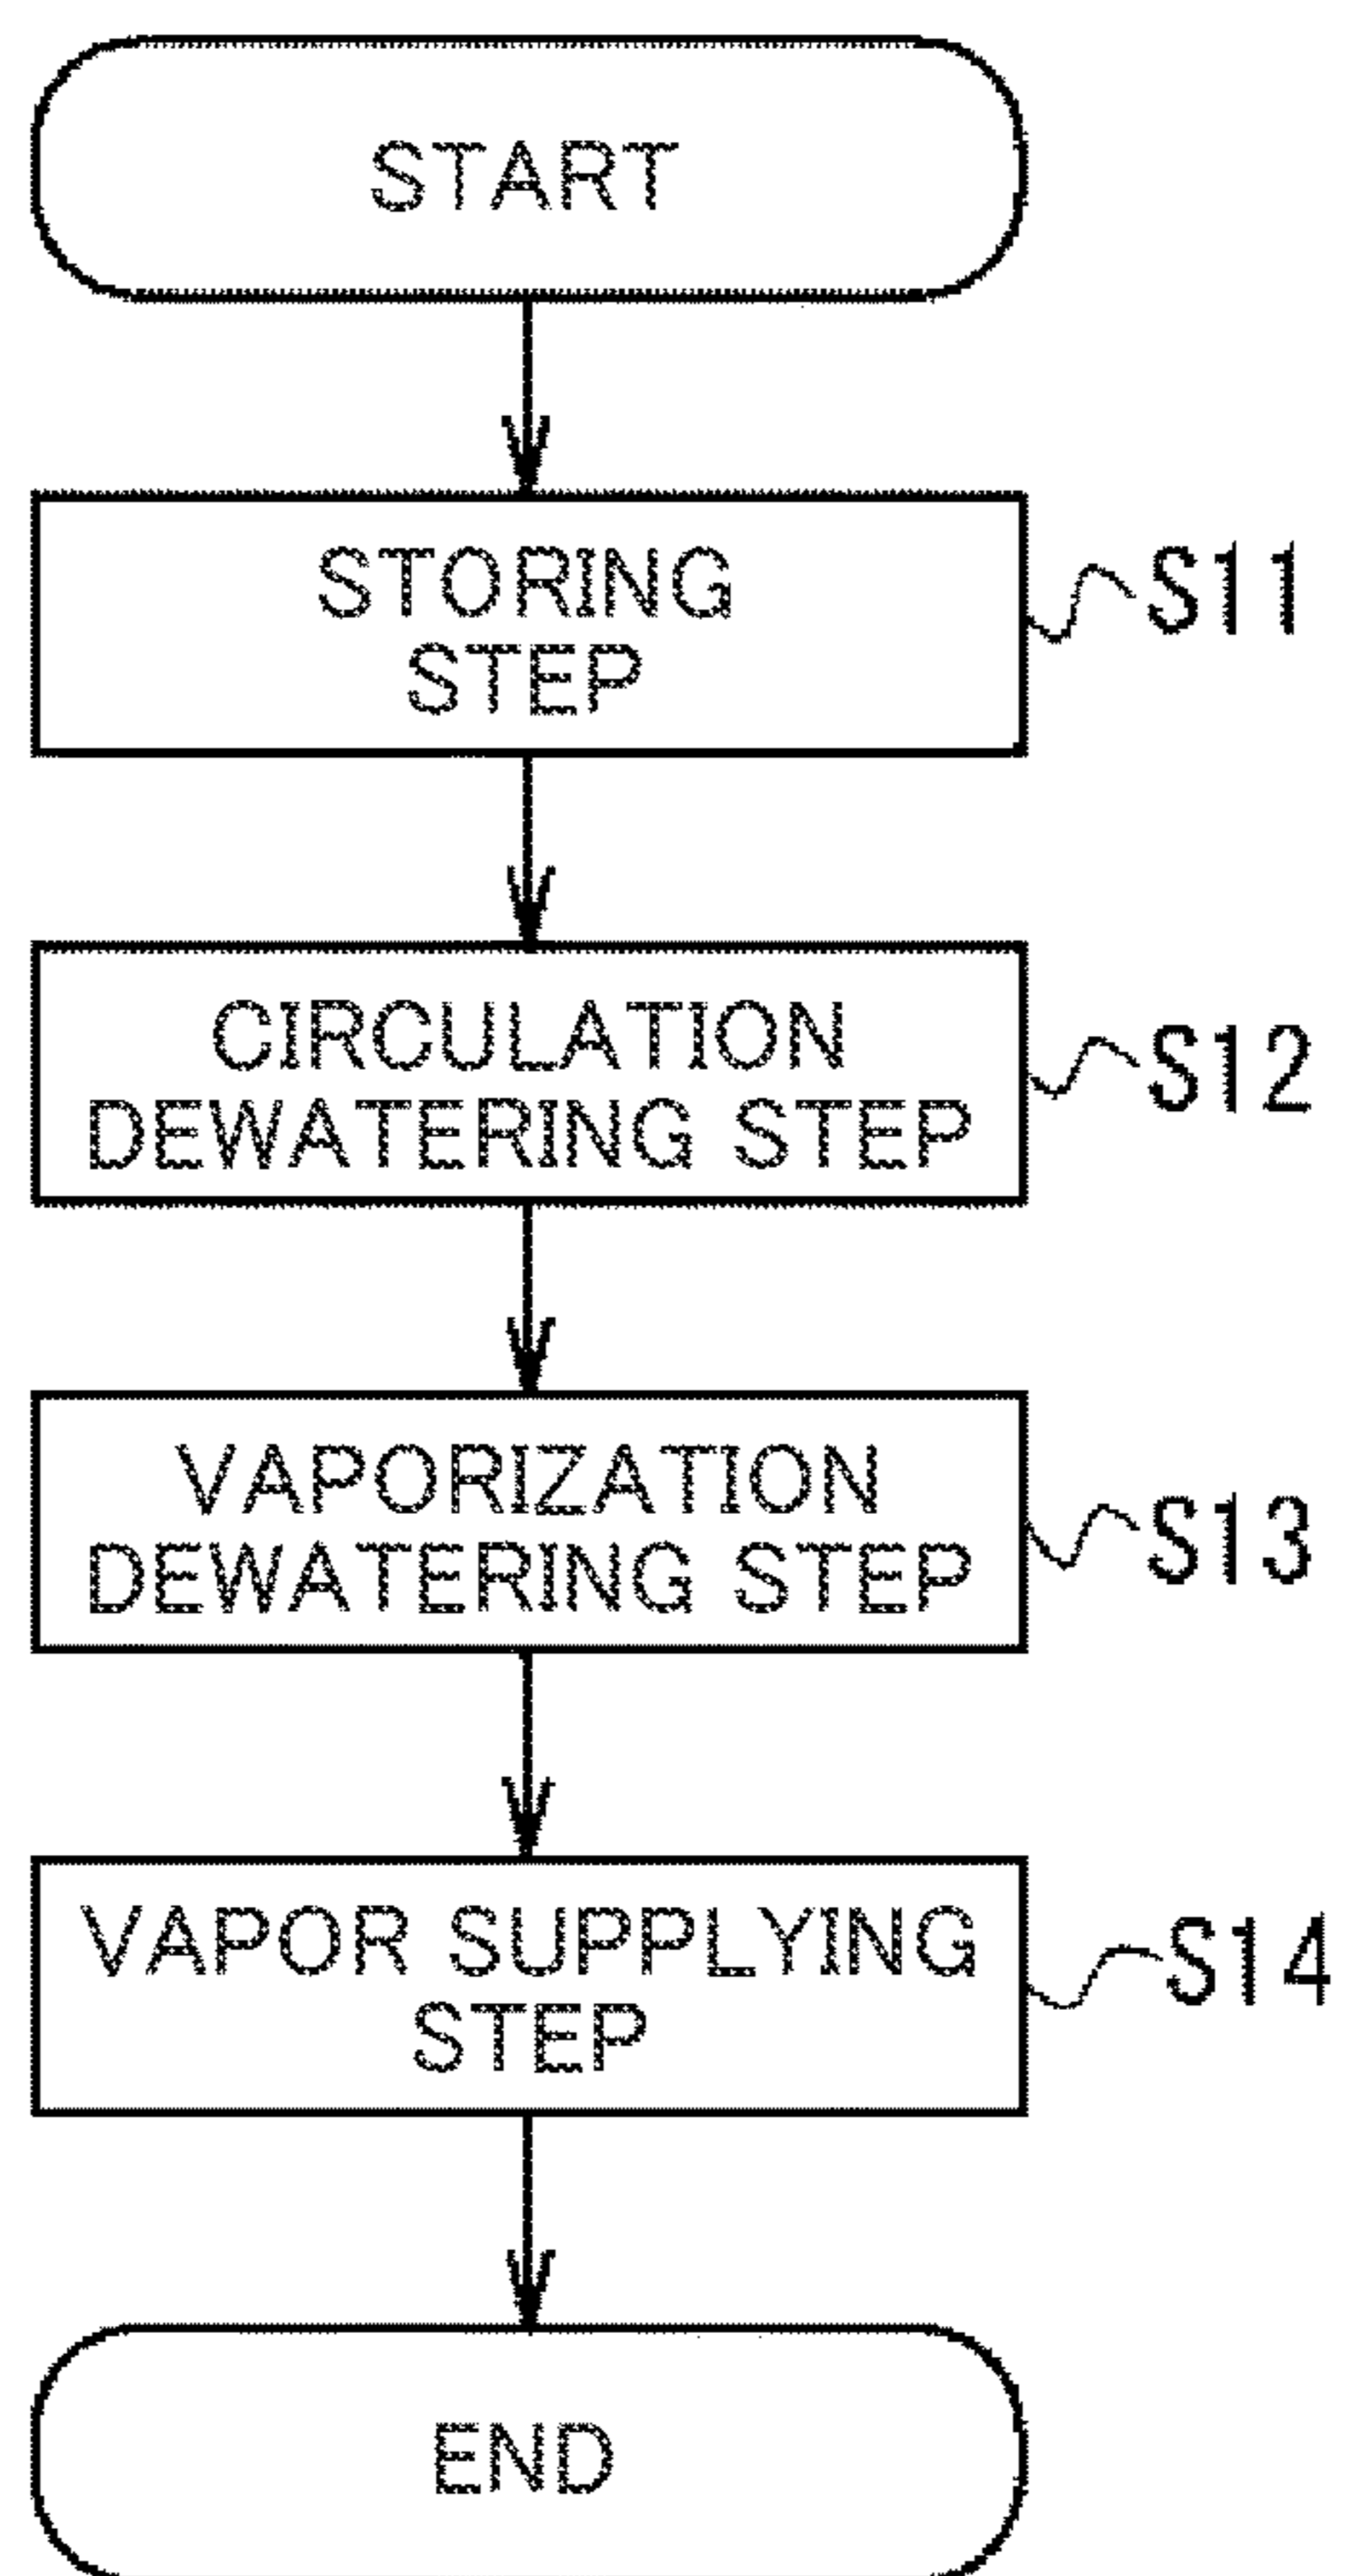 START
STORING
STEP
S11
CIRCULATION
DEWATERING STEP
S12
VAPORIZATION
DEWATERING STEP
S13
VAPOR SUPPLYING
STEP
S14
END